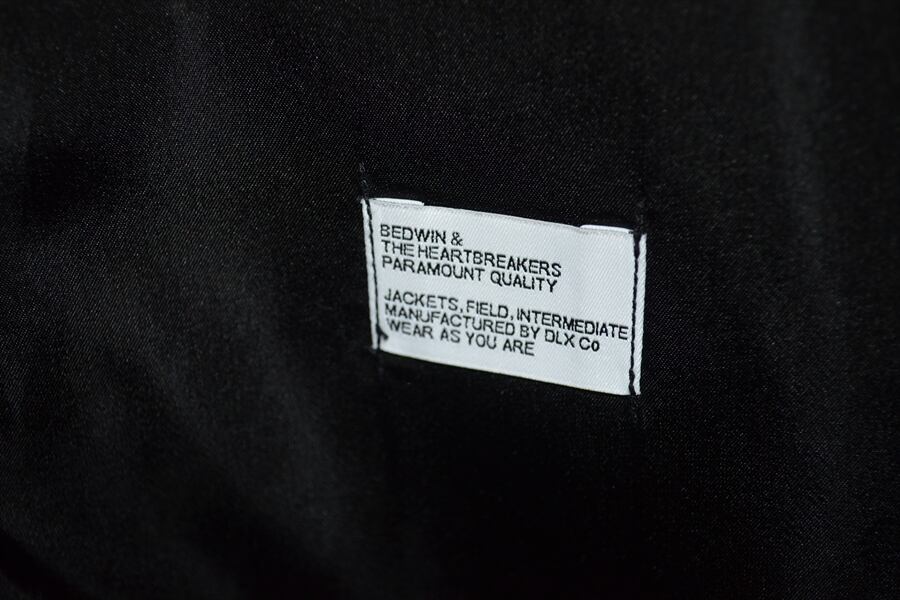 BEDWIN &
THE HEARTBREAKERS
PARAMOUNT QUALITY
JACKETS, FIELD, INTERMEDIATE
MANUFACTURED BY DLX Co
WEAR AS YOU ARE